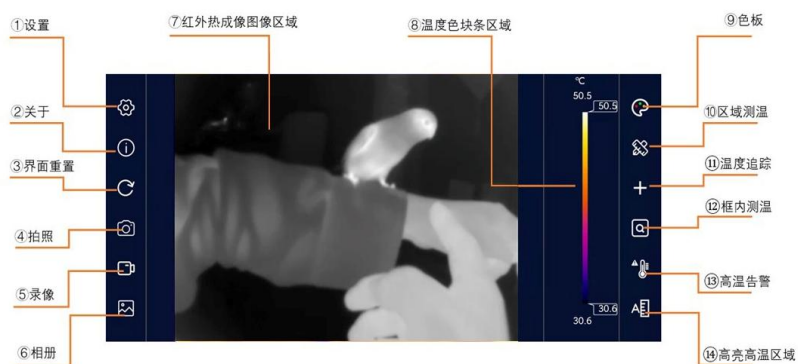 ①设置
⑦红外热成像图像区域
⑧温度色块条区域
⑨色板
②关于
③界面重置
④拍照
⑤录像
⑥相册
℃
50.5
50.5
30.6
30.6
⑩区域测温
⑪温度追踪
⑫框内测温
⑬高温告警
⑭高亮高温区域
A